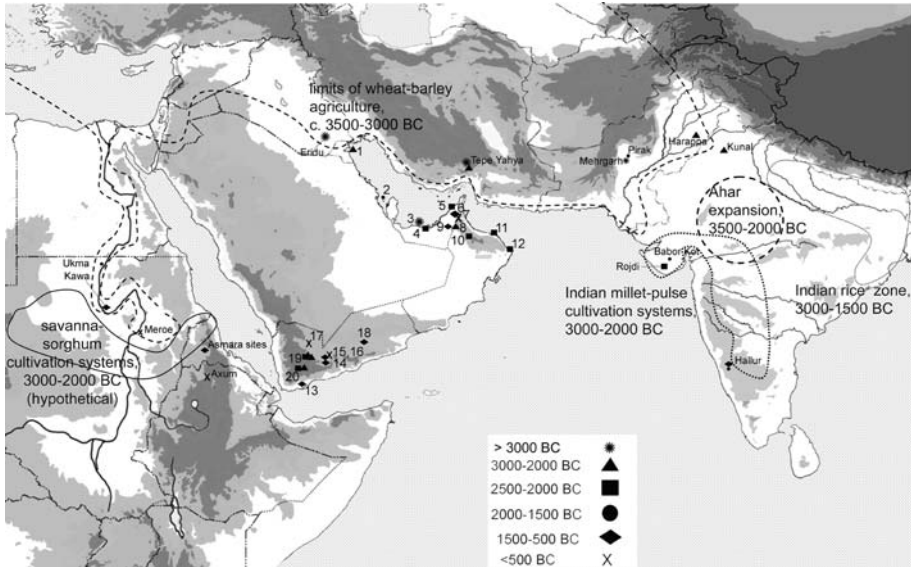 limits of wheat-barley
agriculture,
c. 3500-3000 BC
Eridu
1
Tepe Yahya
Mehrgarh
Pirak
Harappa
Kunal
Ahar
expansion,
3500-2000 BC
2
3
4
5
6
7
8
9
10
11
12
Ukma
Kawa
Babor Kot
Rojdi
Indian millet-pulse
cultivation systems,
3000-2000 BC
Indian rice zone,
3000-1500 BC
savanna-
sorghum
cultivation systems,
3000-2000 BC
(hypothetical)
Meroe
Asmara sites
Axum
17
18
19
15, 16
14
20
13
Hallur
> 3000 BC
3000-2000 BC
2500-2000 BC
2000-1500 BC
1500-500 BC
<500 BC